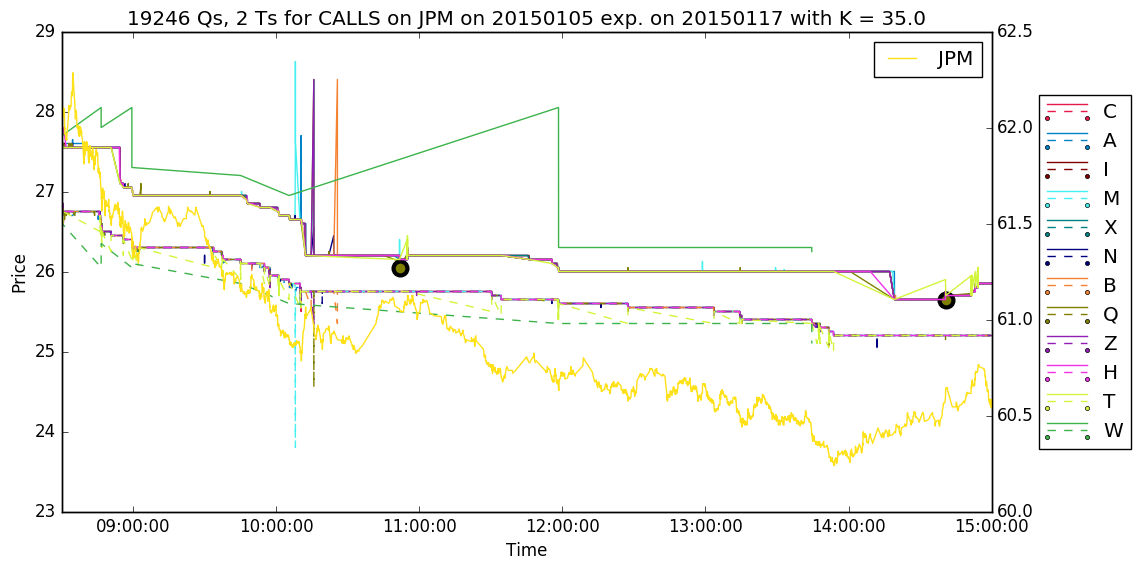 19246 Qs, 2 Ts for CALLS on JPM on 20150105 exp. on 20150117 with K = 35.0
29
28
27
26
25
24
23
Price
62.5
62.0
61.5
61.0
60.5
60.0
JPM
C
A
I
M
X
N
B
Q
Z
H
T
W
09:00:00 10:00:00 11:00:00 12:00:00 13:00:00 14:00:00 15:00:00
Time